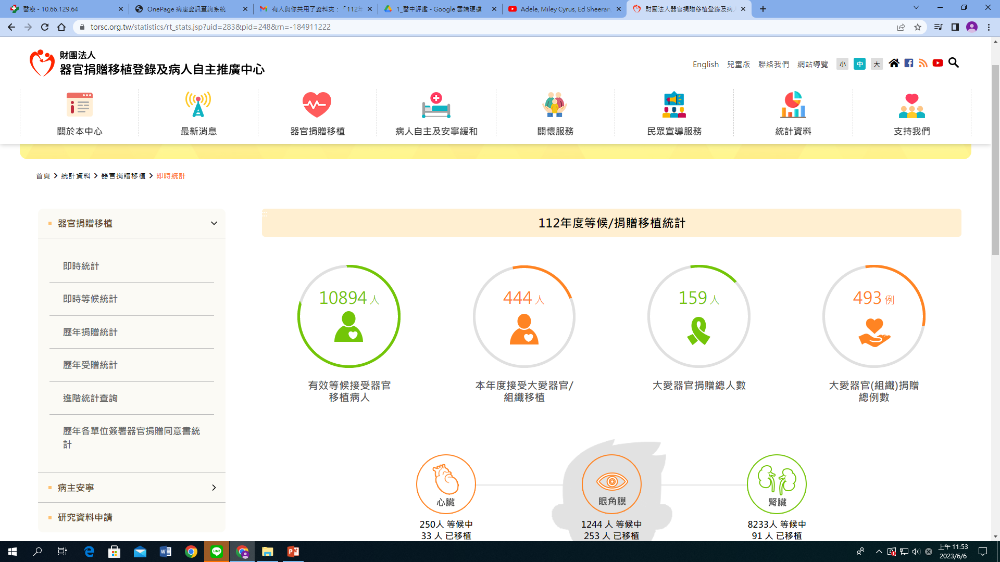 醫療 - 10.66.129.64
OnePage 病患資訊查詢系統
有人與你共用了資料夾：「112年
1_醫中評鑑 - Google 雲端硬碟
Adele, Miley Cyrus, Ed Sheeran,
財團法人器官捐贈移植登錄及病人
torsc.org.tw/statistics/rt_stats.jsp?uid=283&pid=248&rn=-184911222
財團法人
器官捐贈移植登錄及病人自主推廣中心
English 兒童版 聯絡我們 網站導覽 小 中 大
關於本中心
最新消息
器官捐贈移植
病人自主及安寧緩和
關懷服務
民眾宣導服務
統計資料
支持我們
首頁 > 統計資料 > 器官捐贈移植 > 即時統計
器官捐贈移植
即時統計
即時等候統計
歷年捐贈統計
歷年受贈統計
進階統計查詢
歷年各單位簽署器官捐贈同意書統
計
病主安寧
研究資料申請
:::
112年度等候/捐贈移植統計
10894 人
有效等候接受器官
移植病人
444 人
本年度接受大愛器官/
組織移植
159 人
大愛器官捐贈總人數
493 例
大愛器官(組織)捐贈
總例數
心臟
250人 等候中
33 人 已移植
眼角膜
1244 人 等候中
253 人 已移植
腎臟
8233人 等候中
91 人 已移植
上午 11:53
2023/6/6